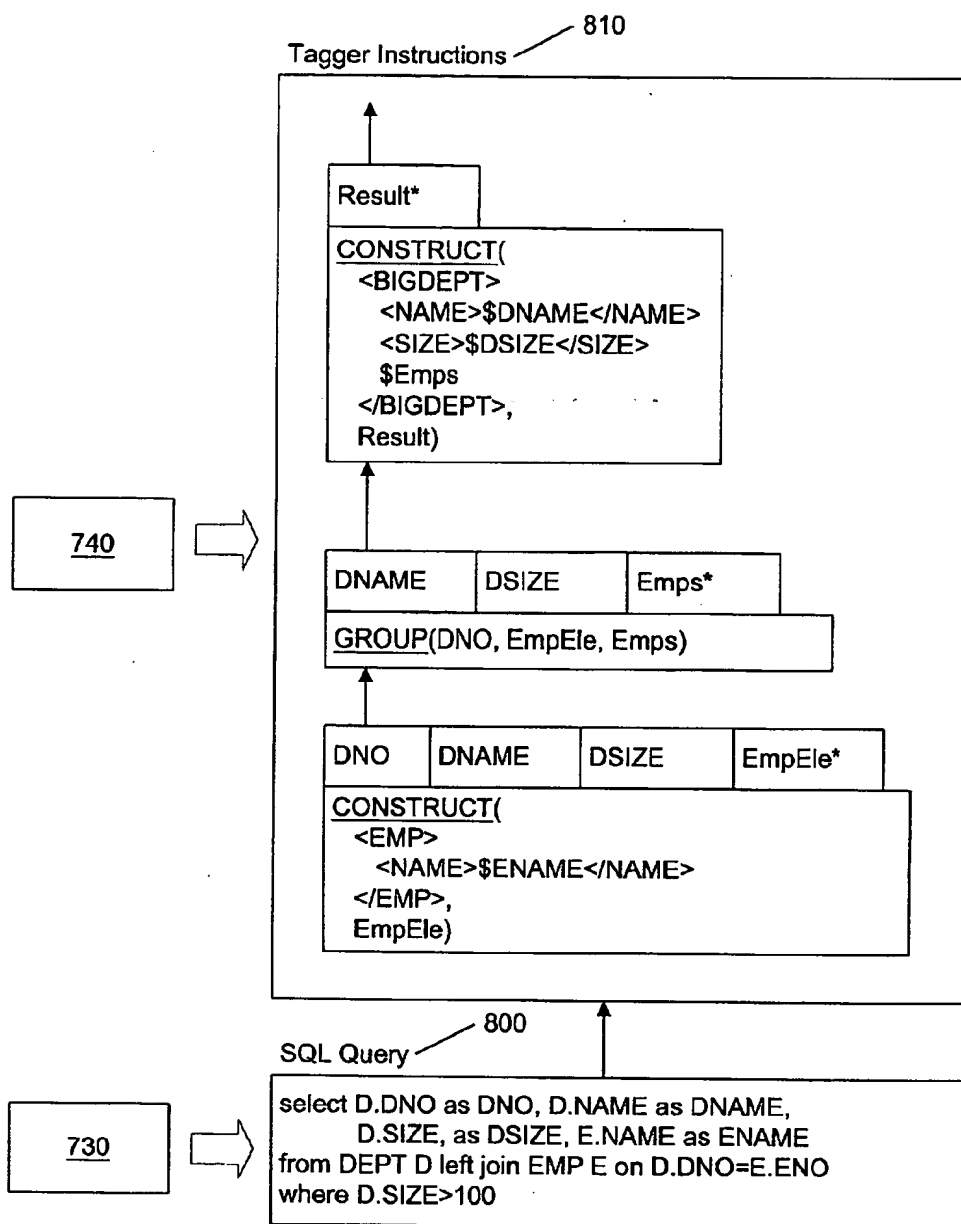 810
Tagger Instructions
Result*
CONSTRUCT(
<BIGDEPT>
<NAME>$DNAME</NAME>
<SIZE>$DSIZE</SIZE>
$Emps
</BIGDEPT>,
Result)
740
DNAME DSIZE Emps*
GROUP(DNO, EmpEle, Emps)
DNO DNAME DSIZE EmpEle*
CONSTRUCT(
<EMP>
<NAME>$ENAME</NAME>
</EMP>,
EmpEle)
800
SQL Query
730
select D.DNO as DNO, D.NAME as DNAME,
D.SIZE, as DSIZE, E.NAME as ENAME
from DEPT D left join EMP E on D.DNO=E.ENO
where D.SIZE>100